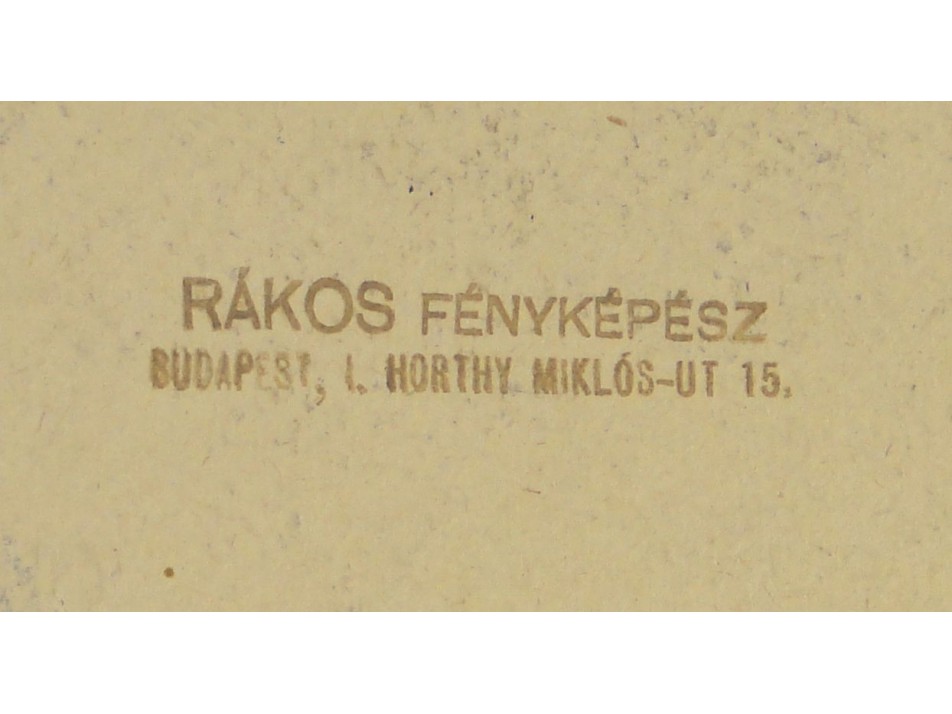 RÁKOS FÉNYKÉPÉSZ
BUDAPEST, I. HORTHY MIKLÓS-UT 15.